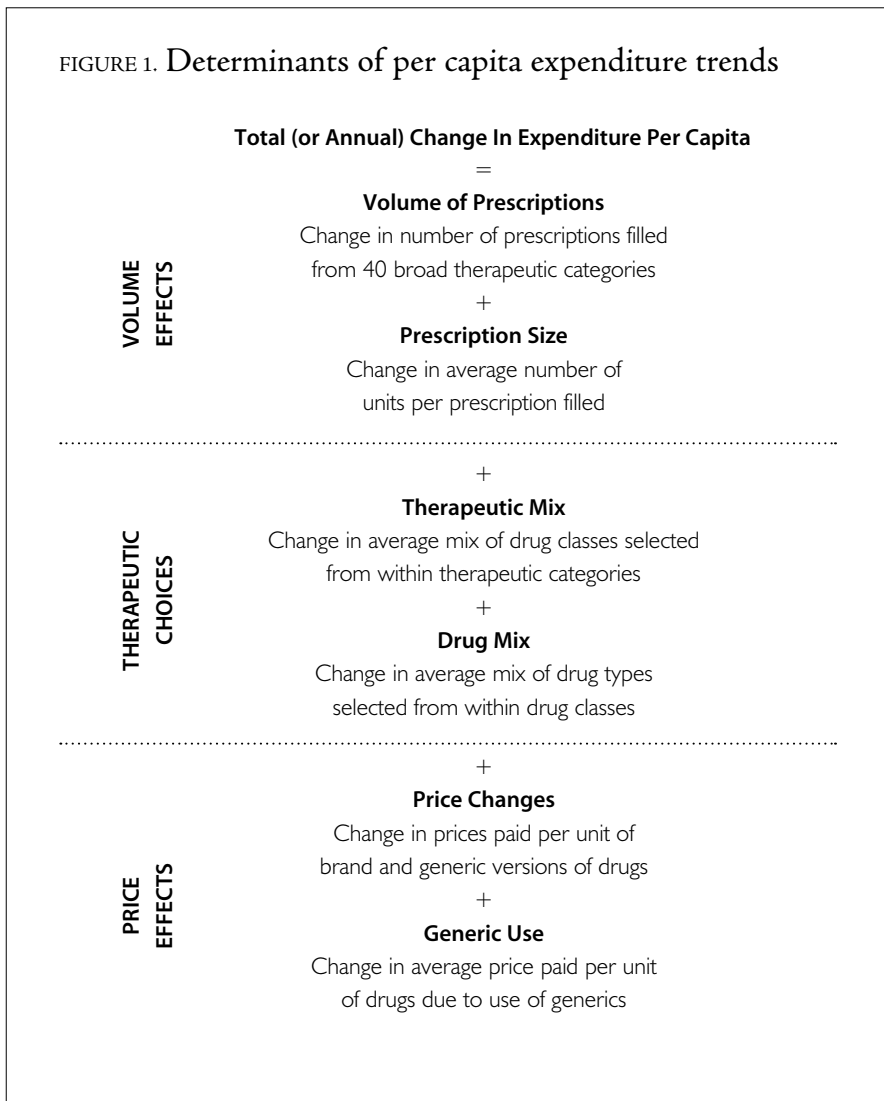 FIGURE 1. Determinants of per capita expenditure trends
Total (or Annual) Change In Expenditure Per Capita
=
VOLUME
EFFECTS
Volume of Prescriptions
Change in number of prescriptions filled
from 40 broad therapeutic categories
+
Prescription Size
Change in average number of
units per prescription filled
THERAPEUTIC
CHOICES
+
Therapeutic Mix
Change in average mix of drug classes selected
from within therapeutic categories
+
Drug Mix
Change in average mix of drug types
selected from within drug classes
PRICE
EFFECTS
+
Price Changes
Change in prices paid per unit of
brand and generic versions of drugs
+
Generic Use
Change in average price paid per unit
of drugs due to use of generics